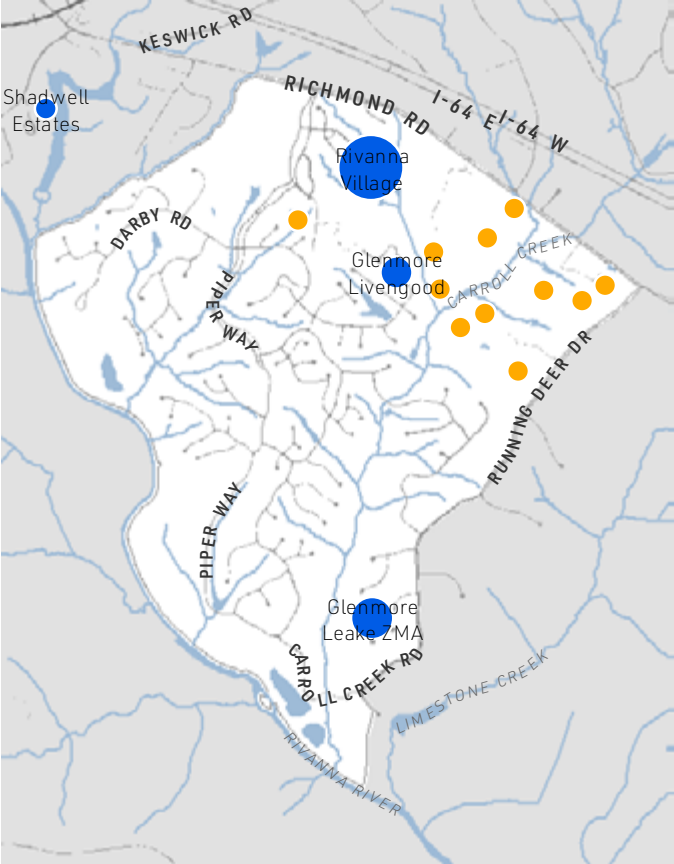 KESWICK RD
Shadwell
Estates
RICHMOND RD
I-64 E
I-64 W
Rivanna
Village
DARBY RD
CARROLL CREEK
Glenmore
Livengood
PIPER WAY
RUNNING DEER DR
PIPER WAY
Glenmore
Leake ZMA
CARROLL CREEK RD
LIMESTONE CREEK
RIVANNA RIVER